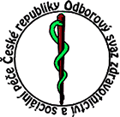 Odborový svaz zdravotnictví a sociální péče České republiky